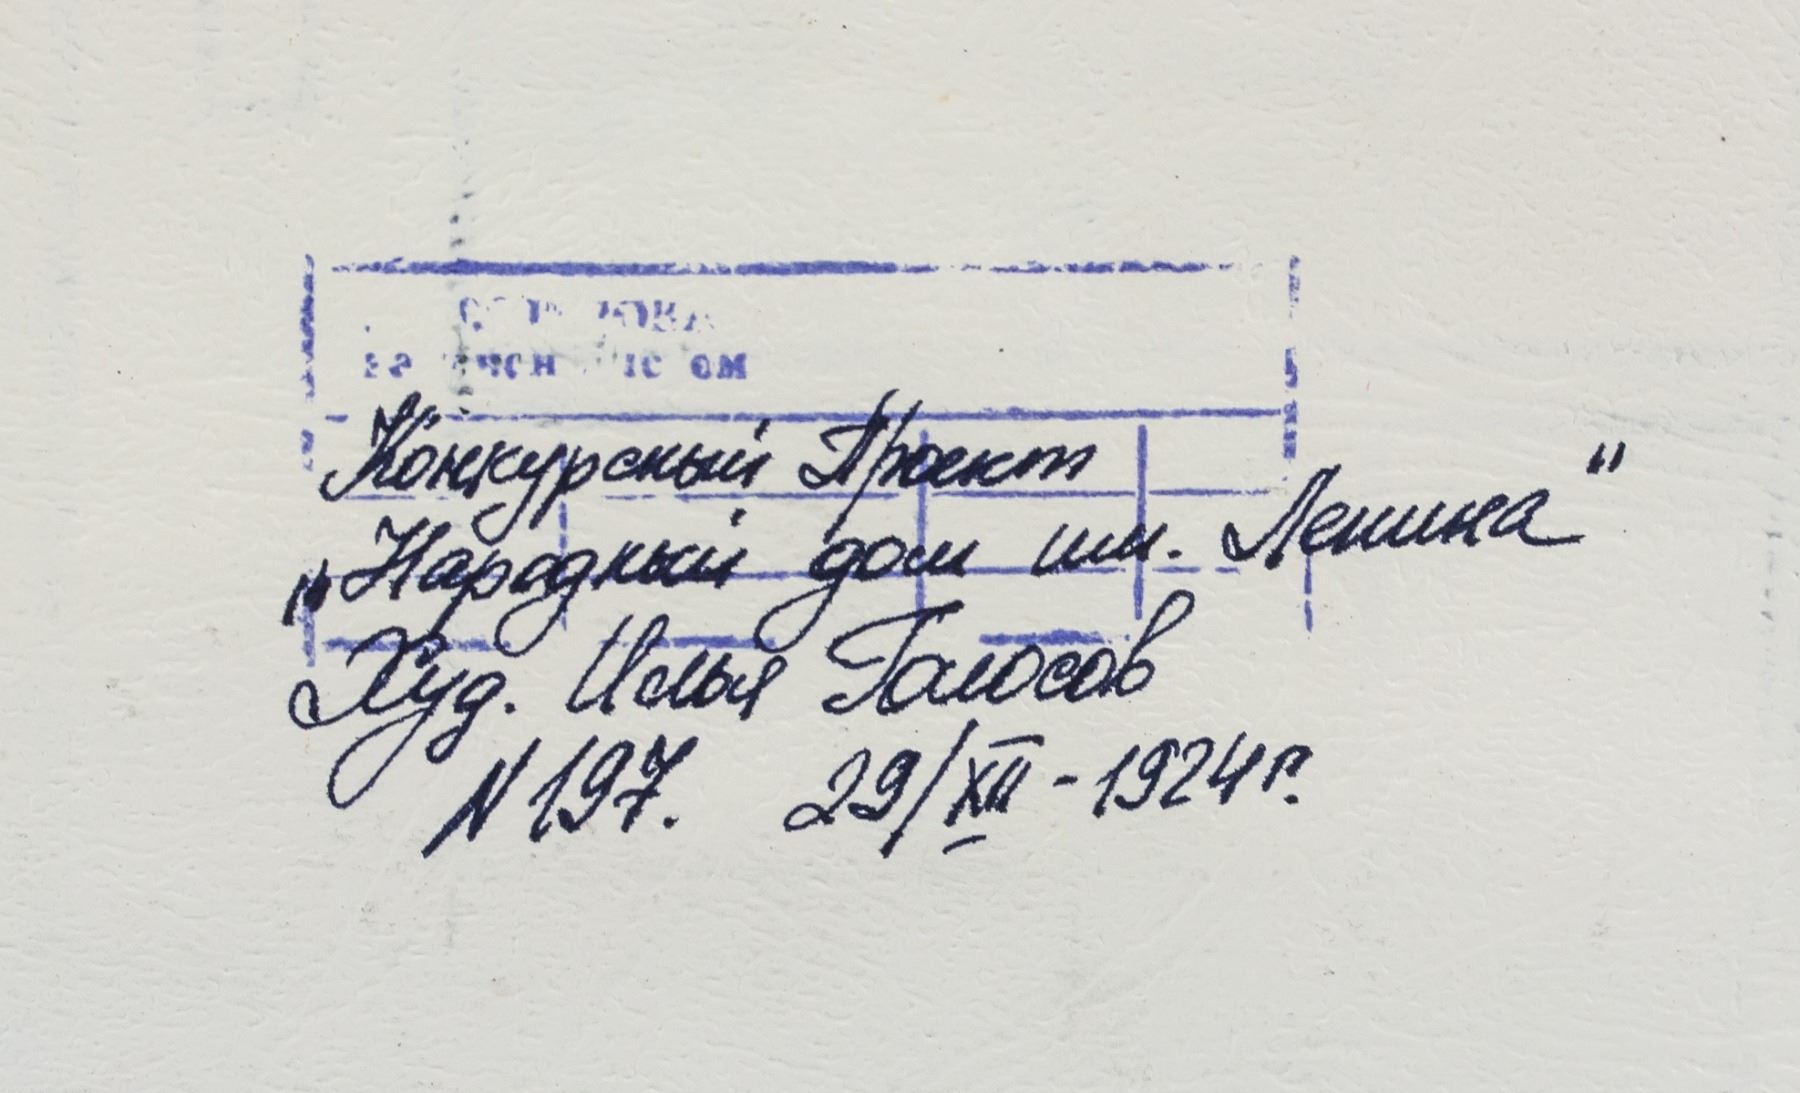 Конкурсный Проект
„Народный дом им. Ленина“
Худ. Илья Голосов
N 197. 29/XII - 1924 г.